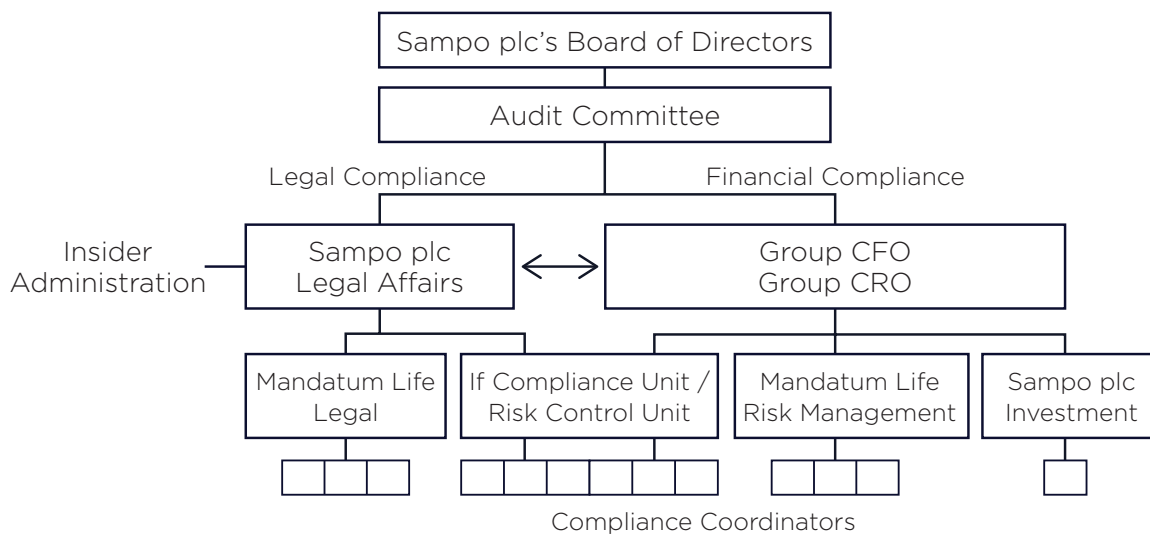 Sampo plc’s Board of Directors
Audit Committee
Legal Compliance
Financial Compliance
Insider
Administration
Sampo plc
Legal Affairs
Group CFO
Group CRO
Mandatum Life
Legal
If Compliance Unit /
Risk Control Unit
Mandatum Life
Risk Management
Sampo plc
Investment
Compliance Coordinators